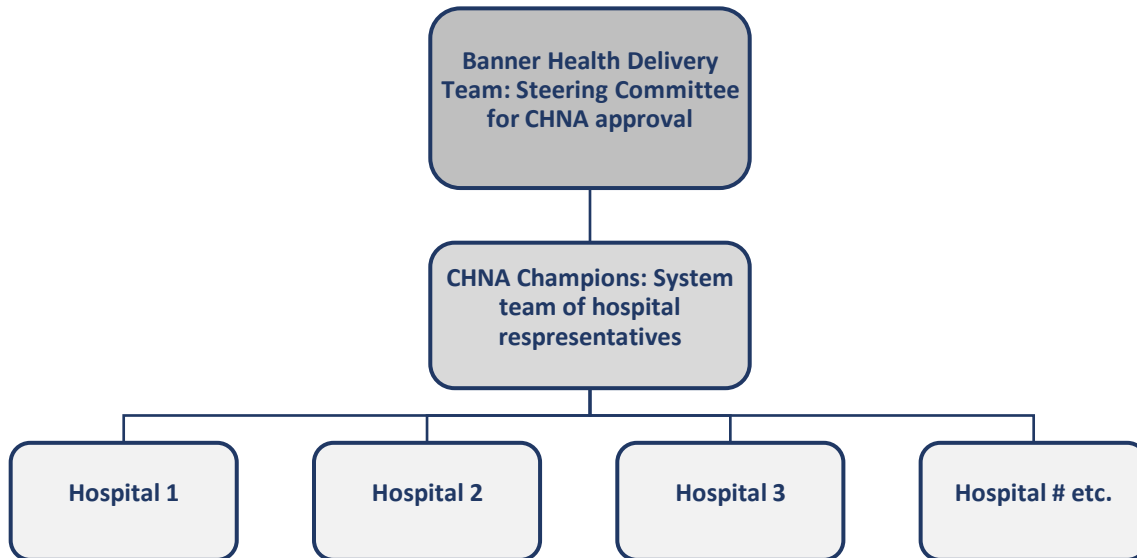 Banner Health Delivery
Team: Steering Committee
for CHNA approval
CHNA Champions: System
team of hospital
respresentatives
Hospital 1
Hospital 2
Hospital 3
Hospital # etc.